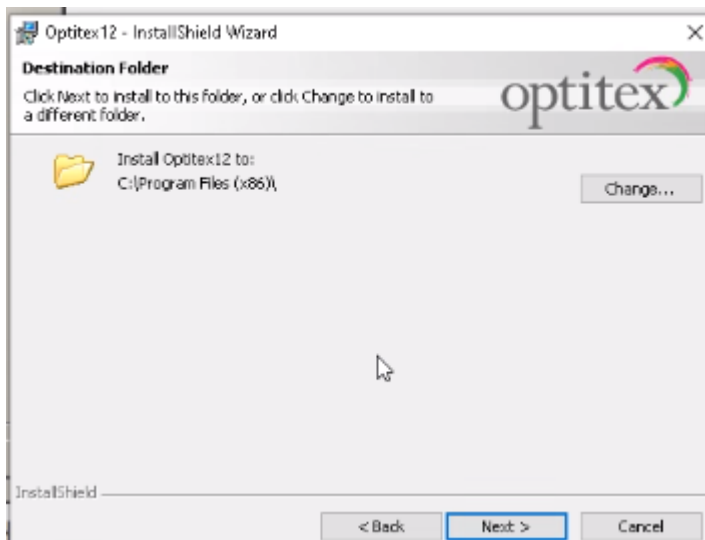 Optitex12 - InstallShield Wizard
Destination Folder
Click Next to install to this folder, or click Change to install to
a different folder.
optitex
Install Optitex12 to:
C:\Program Files (x86)\
Change...
InstallShield
< Back
Next >
Cancel